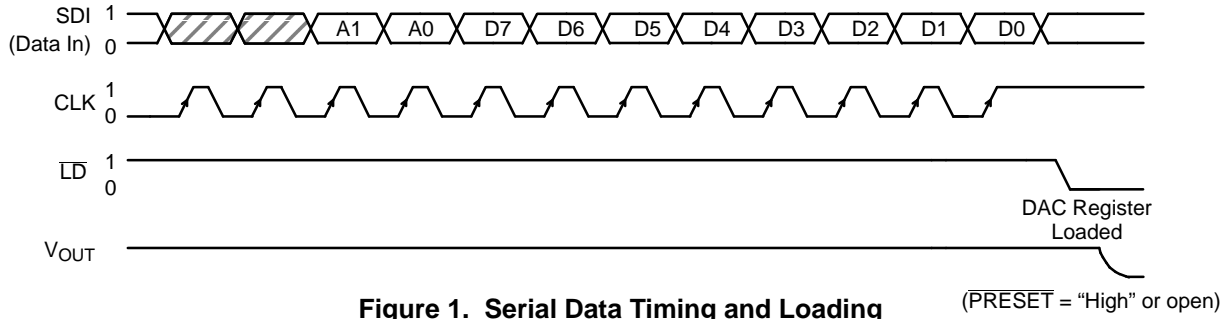 SDI 1
(Data In) 0
A1 A0 D7 D6 D5 D4 D3 D2 D1 D0
CLK 1
0
LD 1
0
DAC Register
Loaded
VOUT
(PRESET = “High” or open)
Figure 1. Serial Data Timing and Loading